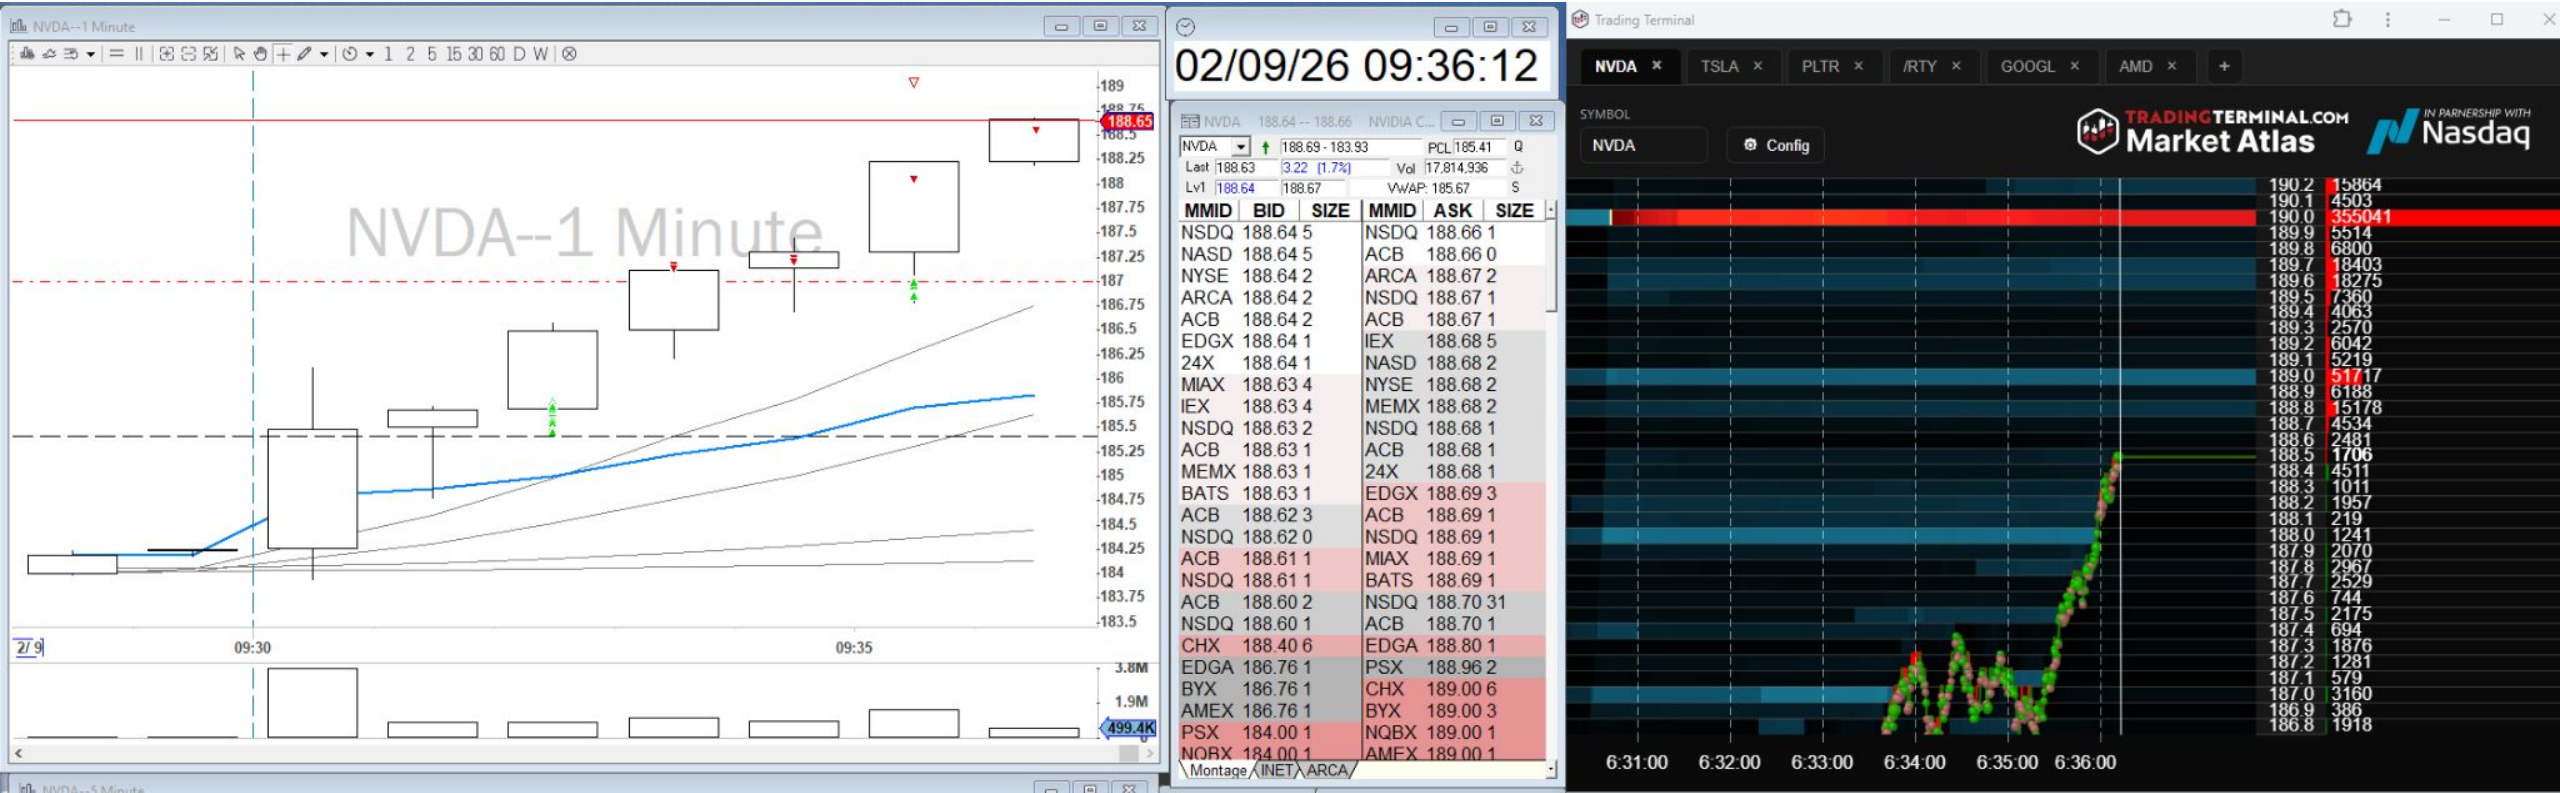 NVDA--1 Minute
1 2 5 15 30 60 D W
NVDA--1 Minute
189
188.75
188.65
188.5
188.25
188
187.75
187.5
187.25
187
186.75
186.5
186.25
186
185.75
185.5
185.25
185
184.75
184.5
184.25
184
183.75
183.5
2/9 09:30 09:35
3.8M
1.9M
499.4K
0
NVDA--5 Minute
02/09/26 09:36:12
NVDA 188.64 -- 188.66 NVIDIA C...
NVDA 188.69 - 183.93 PCL 185.41 Q
Last 188.63 3.22 (1.7%) Vol 17,814,936
Lv1 188.64 188.67 VWAP: 185.67 S
MMID BID SIZE MMID ASK SIZE
NSDQ 188.64 5 NSDQ 188.66 1
NASD 188.64 5 ACB 188.66 0
NYSE 188.64 2 ARCA 188.67 2
ARCA 188.64 2 NSDQ 188.67 1
ACB 188.64 2 ACB 188.67 1
EDGX 188.64 1 IEX 188.68 5
24X 188.64 1 NASD 188.68 2
MIAX 188.63 4 NYSE 188.68 2
IEX 188.63 4 MEMX 188.68 2
NSDQ 188.63 2 NSDQ 188.68 1
ACB 188.63 1 ACB 188.68 1
MEMX 188.63 1 24X 188.68 1
BATS 188.63 1 EDGX 188.69 3
ACB 188.62 3 ACB 188.69 1
NSDQ 188.62 0 NSDQ 188.69 1
ACB 188.61 1 MIAX 188.69 1
NSDQ 188.61 1 BATS 188.69 1
ACB 188.60 2 NSDQ 188.70 31
NSDQ 188.60 1 ACB 188.70 1
CHX 188.40 6 EDGA 188.80 1
EDGA 186.76 1 PSX 188.96 2
BYX 186.76 1 CHX 189.00 6
AMEX 186.76 1 BYX 189.00 3
PSX 184.00 1 NQBX 189.00 1
NQBX 184.00 1 AMEX 189.00 1
Montage INET ARCA
Trading Terminal
NVDA × TSLA × PLTR × /RTY × GOOGL × AMD × +
SYMBOL
NVDA
Config
TRADINGTERMINAL.COM
Market Atlas
IN PARTNERSHIP WITH
Nasdaq
190.2 15864
190.1 4503
190.0 355041
189.9 5514
189.8 6800
189.7 18403
189.6 18275
189.5 7360
189.4 4063
189.3 2570
189.2 6042
189.1 5219
189.0 51717
188.9 6188
188.8 15178
188.7 4534
188.6 2481
188.5 1706
188.4 4511
188.3 1011
188.2 1957
188.1 219
188.0 1241
187.9 2070
187.8 2967
187.7 2529
187.6 744
187.5 2175
187.4 694
187.3 1876
187.2 1281
187.1 579
187.0 3160
186.9 386
186.8 1918
6:31:00 6:32:00 6:33:00 6:34:00 6:35:00 6:36:00